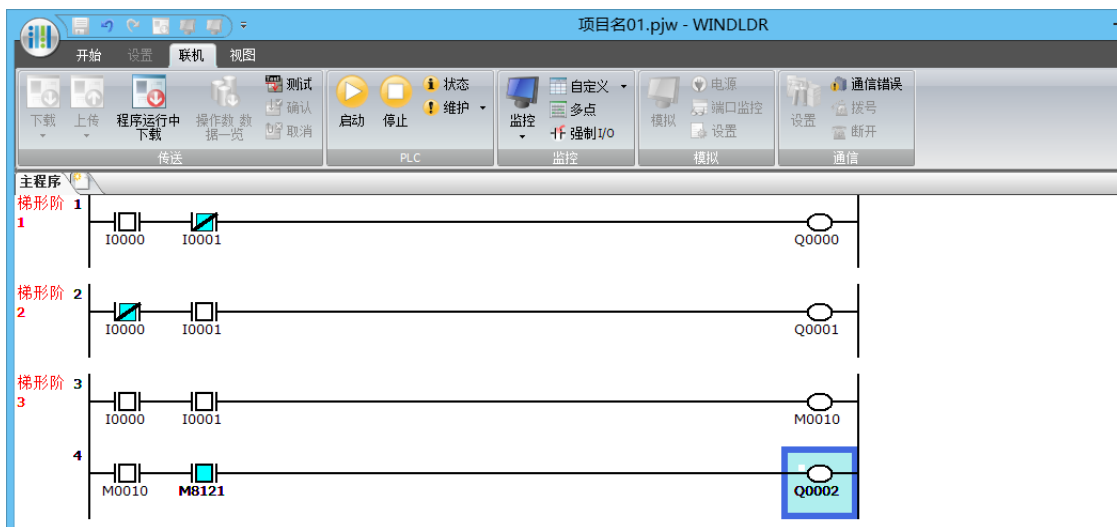 项目名01.pjw - WINDLDR
开始 设置 联机 视图
下载 上传 程序运行中下载 操作数 数据一览 测试 确认 取消
启动 停止 状态 维护
监控 自定义 多点 强制I/O
模拟 电源 端口监控 设置
设置 通信错误 拨号 断开
传送 PLC 监控 模拟 通信
主程序
梯形阶 1
1
I0000 I0001 Q0000
梯形阶 2
2
I0000 I0001 Q0001
梯形阶 3
3
I0000 I0001 M0010
4
M0010 M8121 Q0002